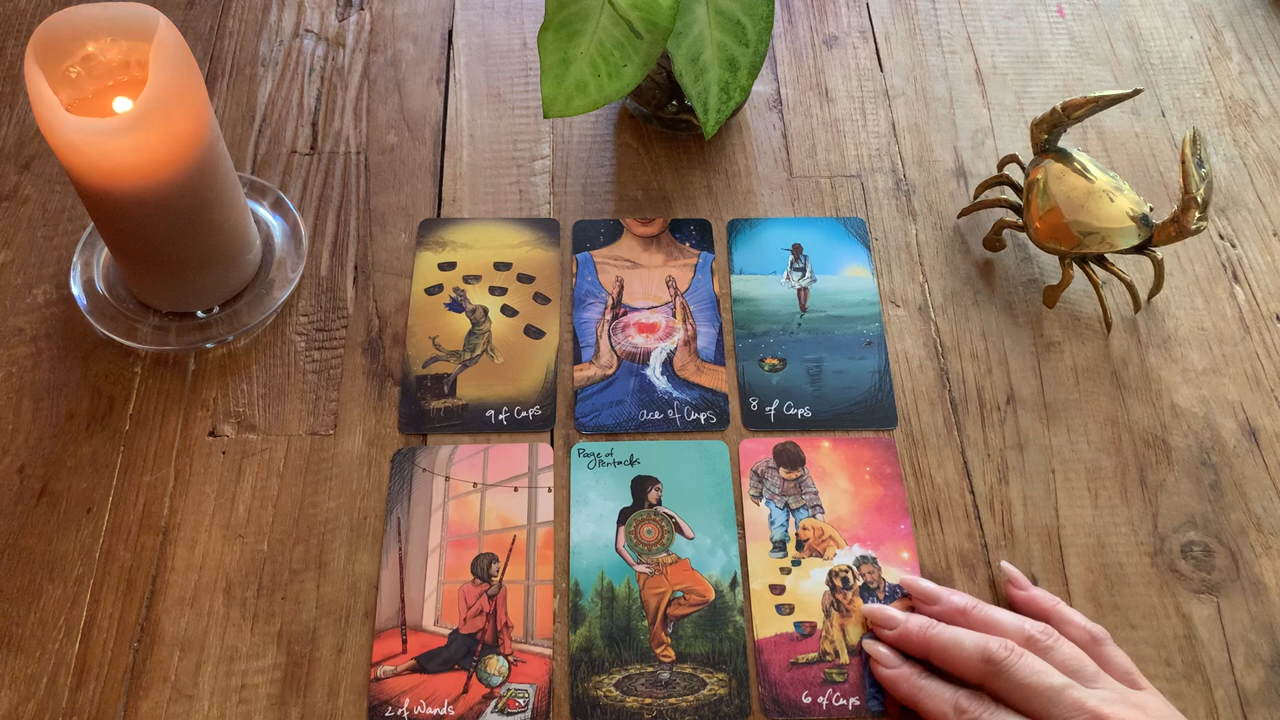 9 of Cups
ace of Cups
8 of Cups
2 of Wands
Page of
Pentacles
6 of Cups